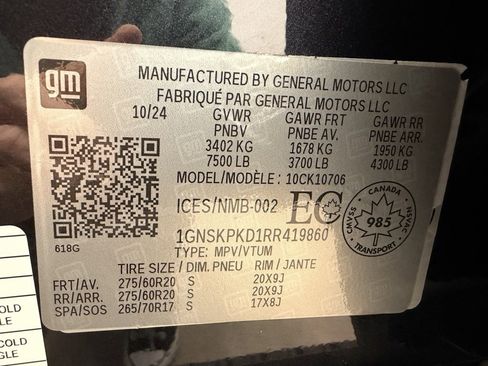 gm
MANUFACTURED BY GENERAL MOTORS LLC
FABRIQUÉ PAR GENERAL MOTORS LLC
10/24 GVWR GAWR FRT GAWR RR
PNBV PNBE AV. PNBE ARR.
3402 KG 1678 KG 1950 KG
7500 LB 3700 LB 4300 LB
MODEL/MODÈLE: 10CK10706
ICES/NMB-002 EC
CANADA
CMVSS 985 NSVAC
TRANSPORT
618G
1GNSKPKD1RR419860
TYPE: MPV/VTUM
TIRE SIZE / DIM. PNEU RIM / JANTE
FRT/AV. 275/60R20 S 20X9J
RR/ARR. 275/60R20 S 20X9J
SPA/SOS 265/70R17 S 17X8J
COLD
COLD